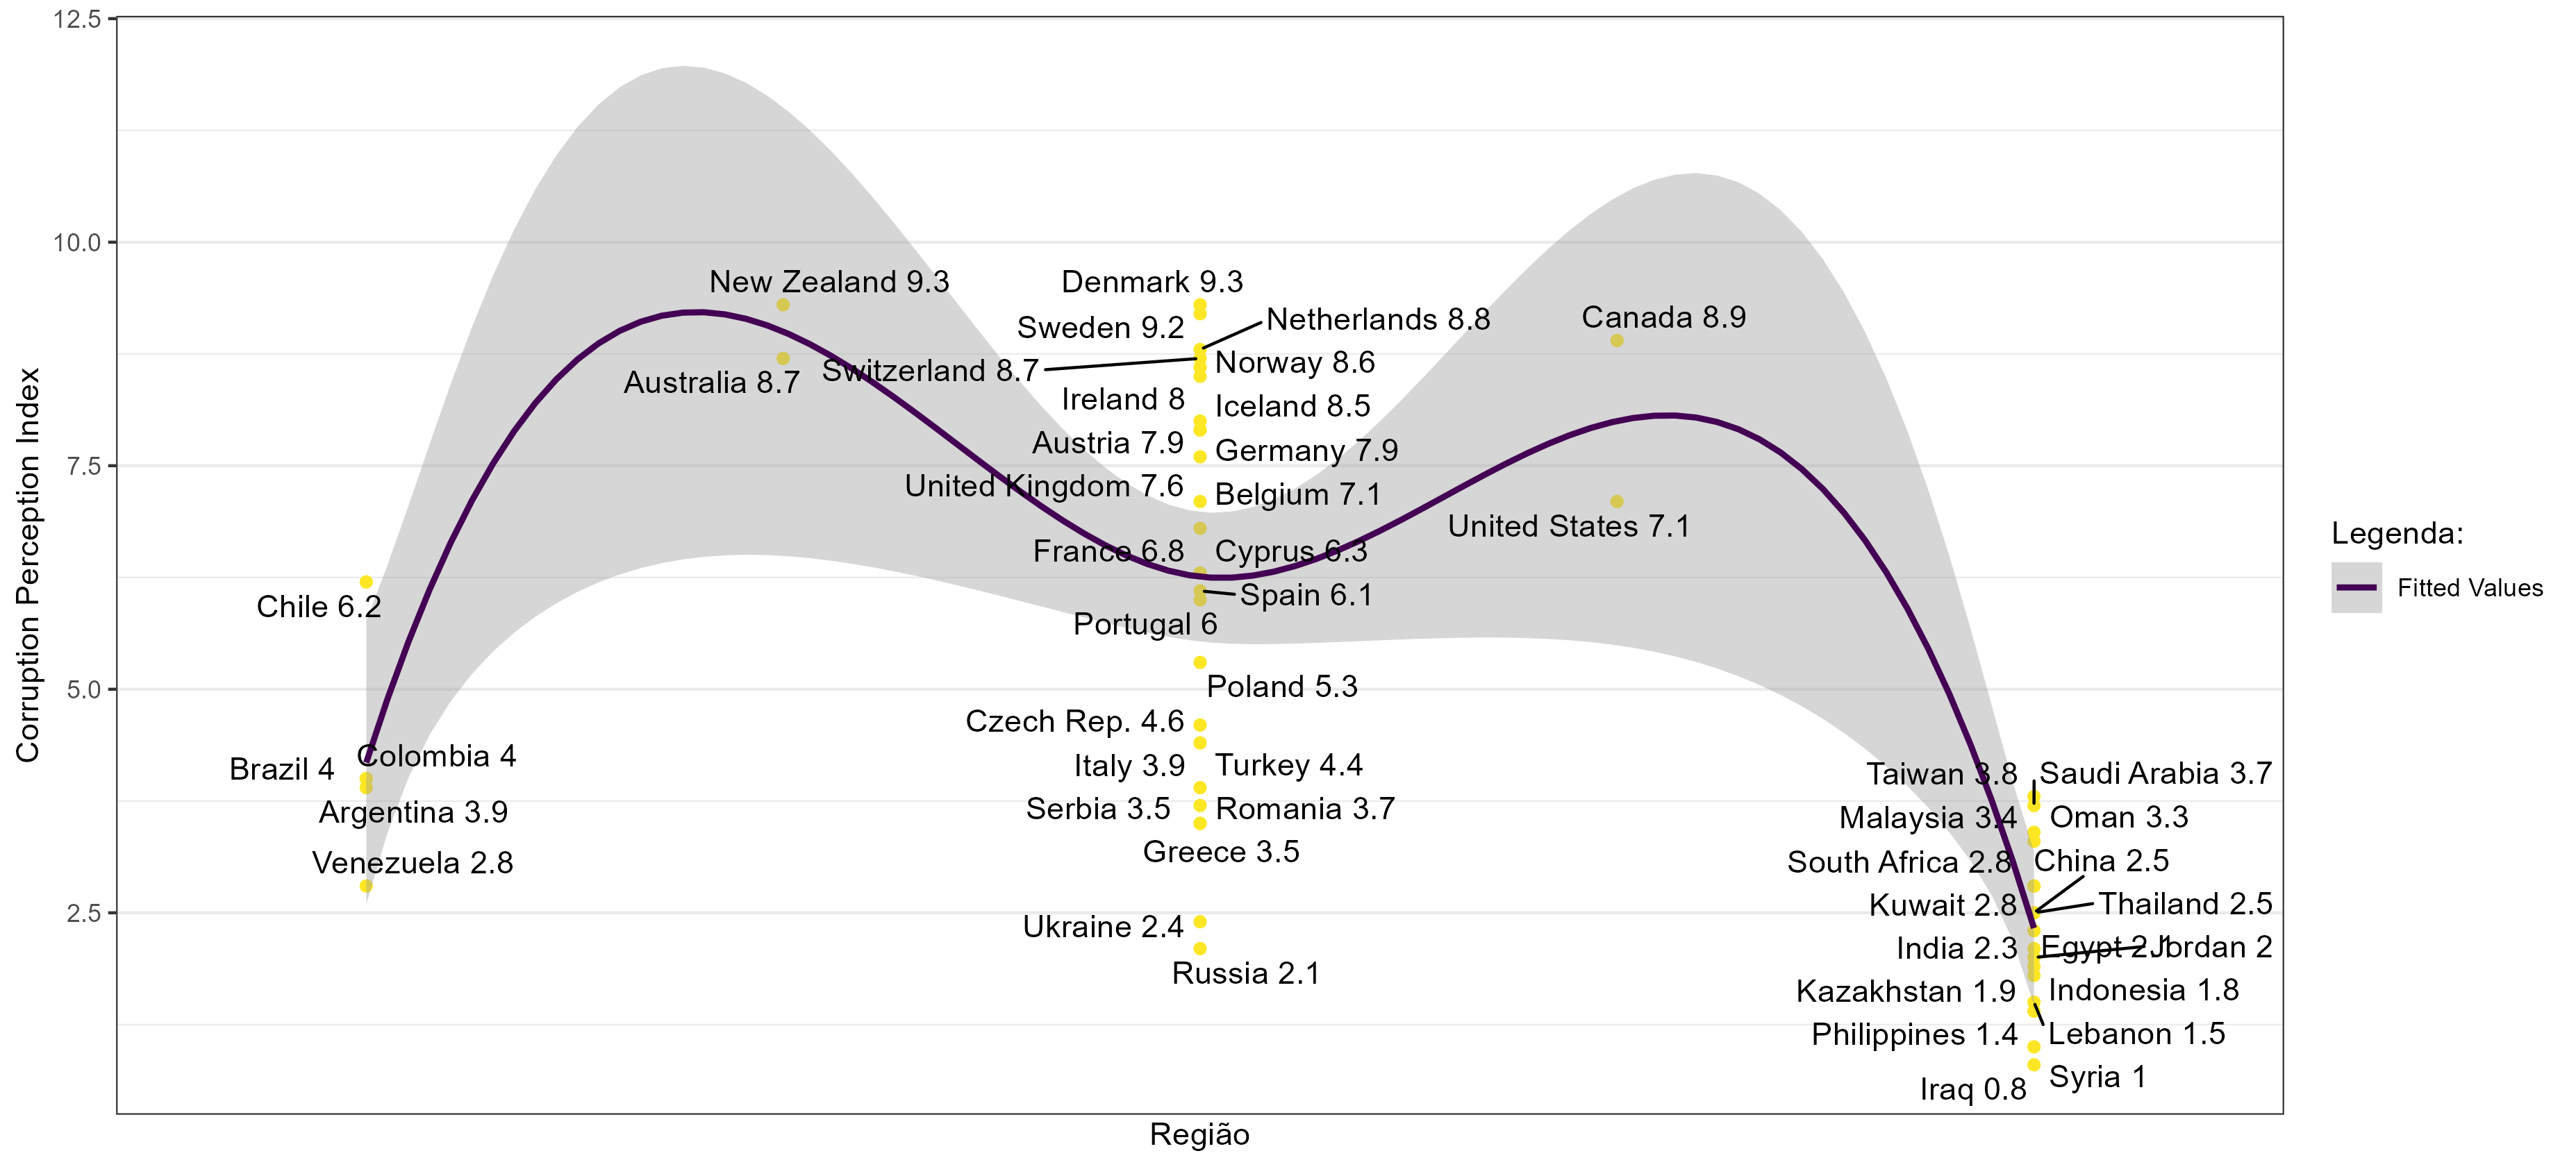 12.5
10.0
7.5
5.0
2.5
Corruption Perception Index
New Zealand 9.3
Denmark 9.3
Sweden 9.2
Netherlands 8.8
Canada 8.9
Australia 8.7
Switzerland 8.7
Norway 8.6
Ireland 8
Iceland 8.5
Austria 7.9
Germany 7.9
United Kingdom 7.6
Belgium 7.1
United States 7.1
France 6.8
Cyprus 6.3
Chile 6.2
Spain 6.1
Portugal 6
Poland 5.3
Czech Rep. 4.6
Brazil 4
Colombia 4
Italy 3.9
Turkey 4.4
Taiwan 3.8
Saudi Arabia 3.7
Argentina 3.9
Serbia 3.5
Romania 3.7
Malaysia 3.4
Oman 3.3
Venezuela 2.8
Greece 3.5
South Africa 2.8
China 2.5
Kuwait 2.8
Thailand 2.5
Ukraine 2.4
India 2.3
Egypt 2.1
Jordan 2
Russia 2.1
Kazakhstan 1.9
Indonesia 1.8
Philippines 1.4
Lebanon 1.5
Iraq 0.8
Syria 1
Região
Legenda:
Fitted Values